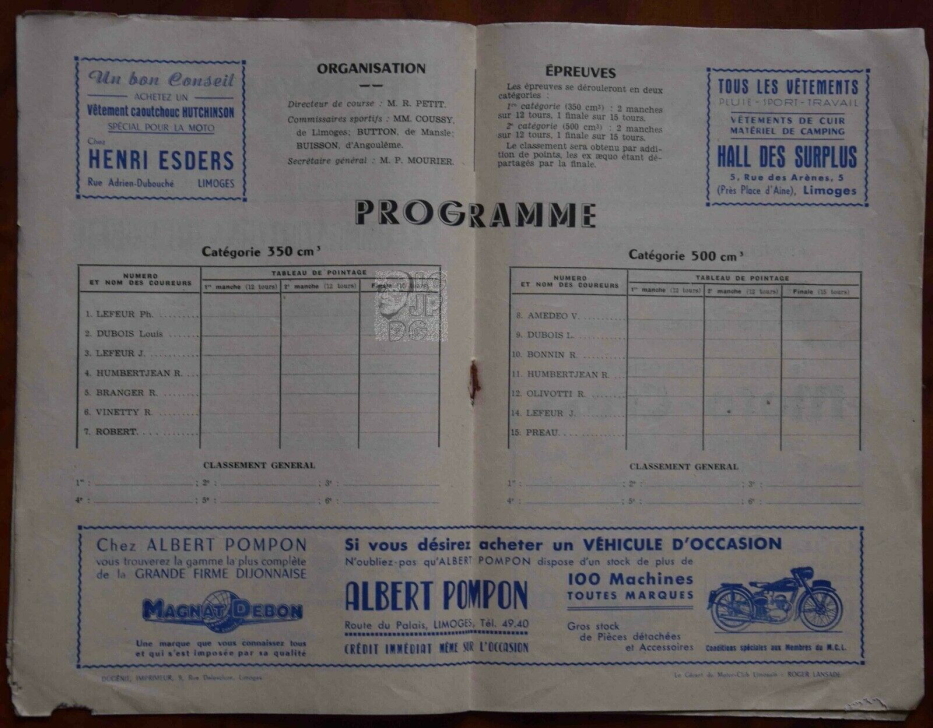 Un bon Conseil
ACHETEZ UN
Vêtement caoutchouc HUTCHINSON
SPÉCIAL POUR LA MOTO
Chez
HENRI ESDERS
Rue Adrien-Dubouché LIMOGES
ORGANISATION
Directeur de course : M. R. PETIT.
Commissaires sportifs : MM. COUSSY,
de Limoges; BUTTON, de Mansle;
BUISSON, d'Angoulême.
Secrétaire général : M. P. MOURIER.
ÉPREUVES
Les épreuves se dérouleront en deux
catégories :
1re catégorie (350 cm³) : 2 manches
sur 12 tours, 1 finale sur 15 tours.
2e catégorie (500 cm³) : 2 manches
sur 12 tours, 1 finale sur 15 tours.
Le classement sera obtenu par addi-
tion de points, les ex æquo étant dé-
partagés par la finale.
TOUS LES VÊTEMENTS
PLUIE - SPORT - TRAVAIL
VÊTEMENTS DE CUIR
MATÉRIEL DE CAMPING
HALL DES SURPLUS
5, Rue des Arènes, 5
(Près Place d'Aine), Limoges
PROGRAMME
Catégorie 350 cm³
NUMERO
ET NOM DES COUREURS
TABLEAU DE POINTAGE
1re manche (12 tours) 2e manche (12 tours) Finale
1. LEFEUR Ph.
2. DUBOIS Louis
3. LEFEUR J.
4. HUMBERTJEAN R.
5. BRANGER R.
6. VINETTY R.
7. ROBERT.
CLASSEMENT GENERAL
1er : ; 2e : ; 3e :
4e : ; 5e : ; 6e :
Catégorie 500 cm³
NUMERO
ET NOM DES COUREURS
TABLEAU DE POINTAGE
1re manche (12 tours) 2e manche (12 tours) Finale (15 tours)
8. AMEDEO V.
9. DUBOIS L.
10. BONNIN R.
11. HUMBERTJEAN R.
12. OLIVOTTI R.
14. LEFEUR J.
15. PREAU.
CLASSEMENT GENERAL
1er : ; 2e : ; 3e :
4e : ; 5e : ; 6e :
Chez ALBERT POMPON
vous trouverez la gamme la plus complète
de la GRANDE FIRME DIJONNAISE
MAGNAT-DEBON
Une marque que vous connaissez tous
et qui s'est imposée par sa qualité
Si vous désirez acheter un VÉHICULE D'OCCASION
N'oubliez-pas qu'ALBERT POMPON dispose d'un stock de plus de
ALBERT POMPON
Route du Palais, LIMOGES, Tél. 49.40
CRÉDIT IMMÉDIAT MÊME SUR L'OCCASION
100 Machines
TOUTES MARQUES
Gros stock
de Pièces détachées
et Accessoires
Conditions spéciales aux Membres du M.C.L.
Imprimeur, 5, Rue Limoges
Le Gérant du Moto-Club Limousin : ROGER LANSADE